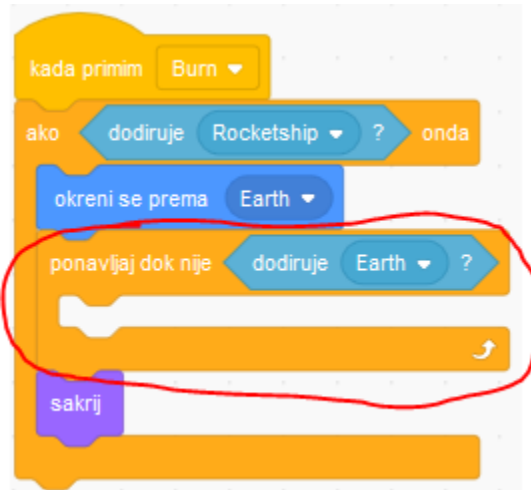 kada primim Burn
ako dodiruje Rocketship ? onda
okreni se prema Earth
ponavljaj dok nije dodiruje Earth ?
sakrij